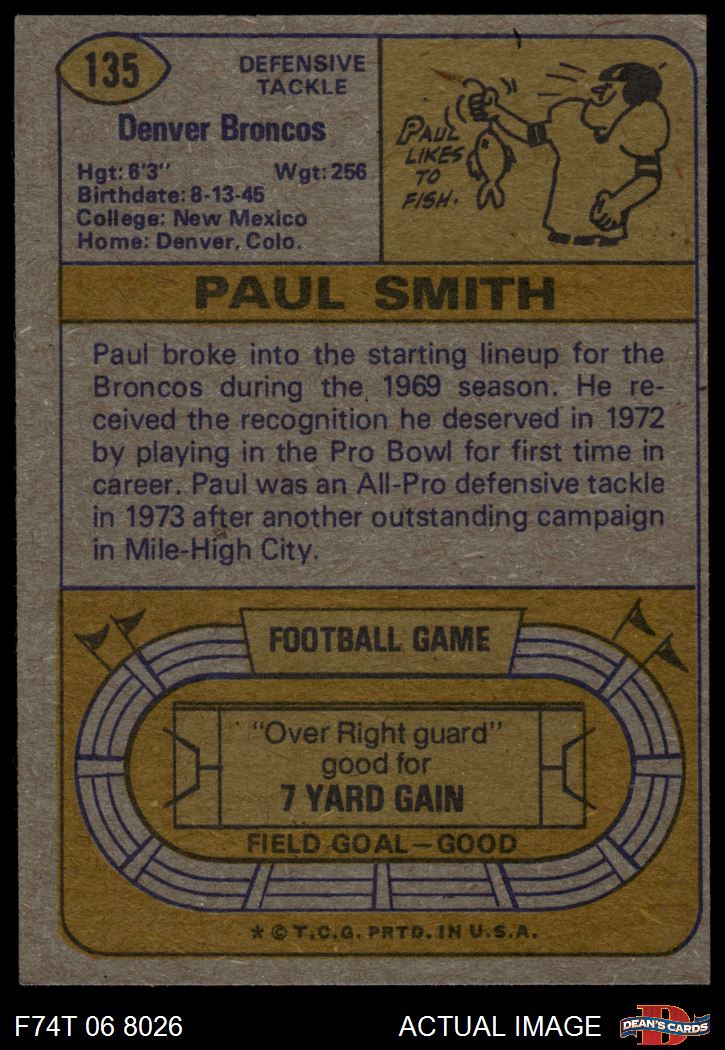 135
DEFENSIVE
TACKLE
Denver Broncos
Hgt: 6'3" Wgt: 256
Birthdate: 8-13-45
College: New Mexico
Home: Denver, Colo.
PAUL
LIKES
TO
FISH.
PAUL SMITH
Paul broke into the starting lineup for the
Broncos during the 1969 season. He re-
ceived the recognition he deserved in 1972
by playing in the Pro Bowl for first time in
career. Paul was an All-Pro defensive tackle
in 1973 after another outstanding campaign
in Mile-High City.
FOOTBALL GAME
"Over Right guard"
good for
7 YARD GAIN
FIELD GOAL—GOOD
* © T.C.G. PRTD. IN U.S.A.
F74T 06 8026 ACTUAL IMAGE
D
DEAN'S CARDS